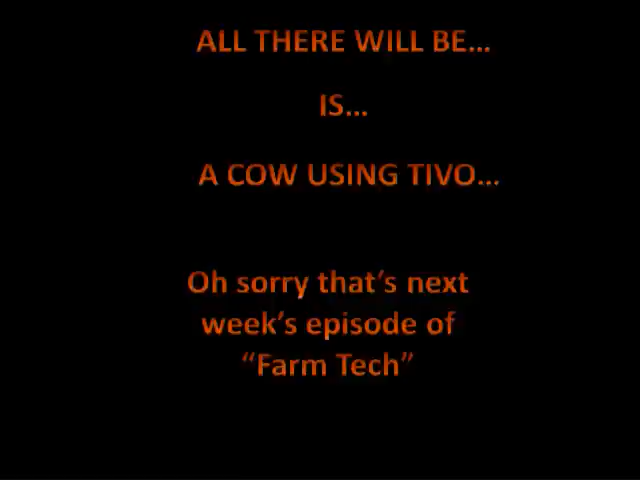 ALL THERE WILL BE...
IS...
A COW USING TIVO...
Oh sorry that's next
week's episode of
“Farm Tech”